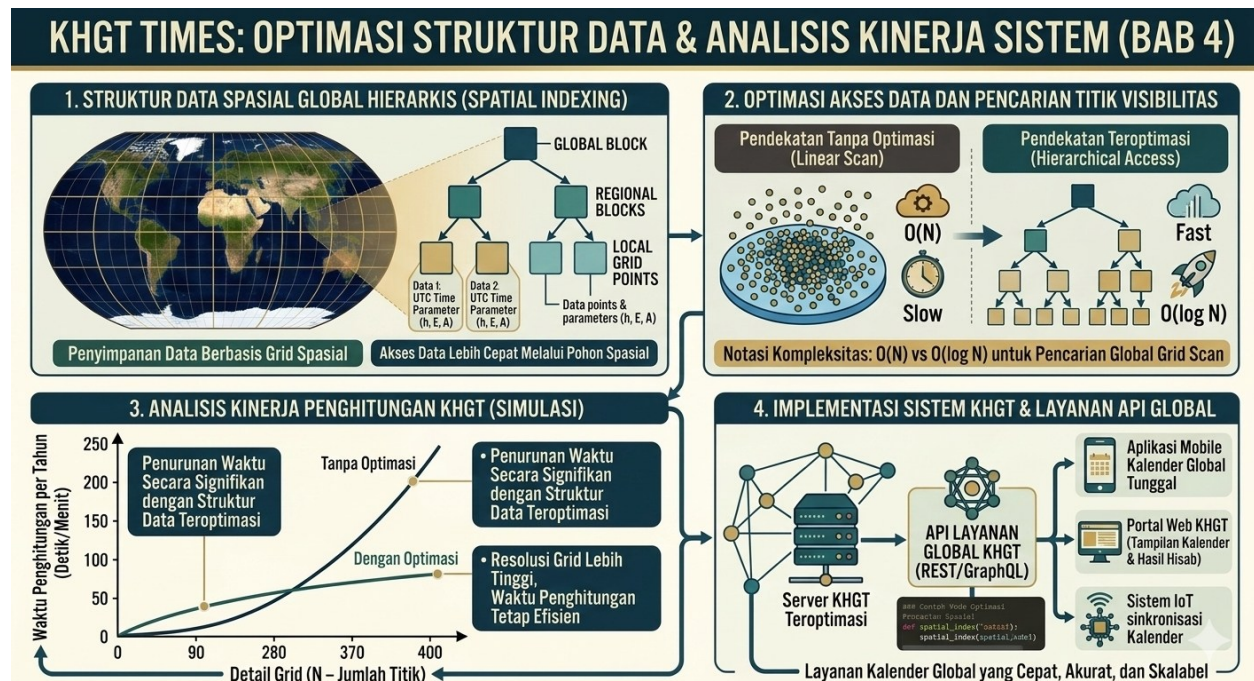 KHGT TIMES: OPTIMASI STRUKTUR DATA & ANALISIS KINERJA SISTEM (BAB 4)
1. STRUKTUR DATA SPASIAL GLOBAL HIERARKIS (SPATIAL INDEXING)
GLOBAL BLOCK
REGIONAL
BLOCKS
LOCAL
GRID
POINTS
Data 1:
UTC Time
Parameter
(h, E, A)
Data 2
UTC Time
Parameter
(h, E, A)
Data points &
parameters (h, E, A)
Penyimpanan Data Berbasis Grid Spasial
Akses Data Lebih Cepat Melalui Pohon Spasial
2. OPTIMASI AKSES DATA DAN PENCARIAN TITIK VISIBILITAS
Pendekatan Tanpa Optimasi
(Linear Scan)
O(N)
Slow
Pendekatan Teroptimasi
(Hierarchical Access)
Fast
O(log N)
Notasi Kompleksitas: O(N) vs O(log N) untuk Pencarian Global Grid Scan
3. ANALISIS KINERJA PENGHITUNGAN KHGT (SIMULASI)
Waktu Penghitungan per Tahun
(Detik/Menit)
250
200
150
100
50
0
0
90
280
370
400
Detail Grid (N – Jumlah Titik)
Penurunan Waktu
Secara Signifikan
dengan Struktur
Data Teroptimasi
Tanpa Optimasi
Dengan Optimasi
• Penurunan Waktu
Secara Signifikan
dengan Struktur
Data Teroptimasi
• Resolusi Grid Lebih
Tinggi,
Waktu Penghitungan
Tetap Efisien
4. IMPLEMENTASI SISTEM KHGT & LAYANAN API GLOBAL
Server KHGT
Teroptimasi
API LAYANAN
GLOBAL KHGT
(REST/GraphQL)
### Contoh Mode Optimasi
def spatial_index(
spatial_index(
Aplikasi Mobile
Kalender Global
Tunggal
Portal Web KHGT
(Tampilan Kalender
& Hasil Hisab)
Sistem IoT
sinkronisasi
Kalender
Layanan Kalender Global yang Cepat, Akurat, dan Skalabel